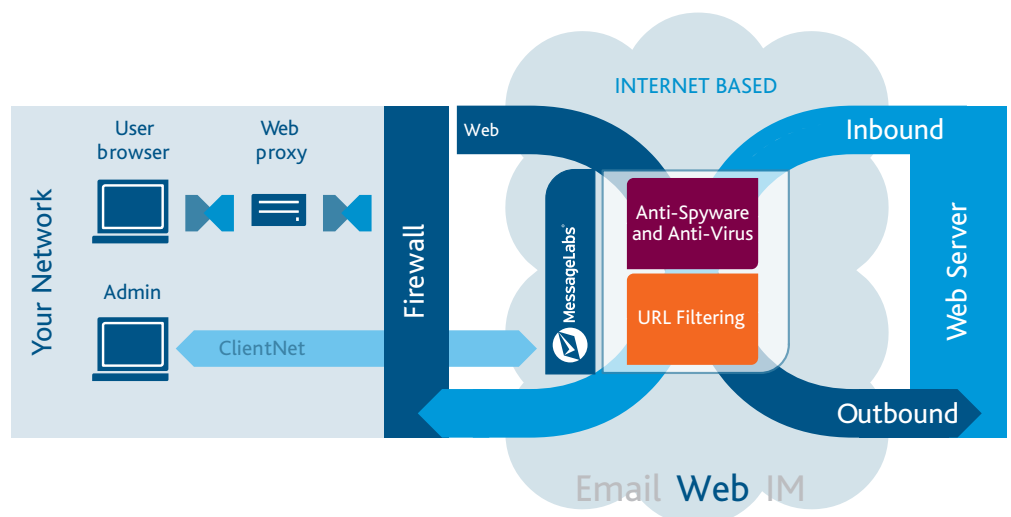 INTERNET BASED
User
browser
Web
proxy
Web
Inbound
Your Network
Firewall
MessageLabs®
Anti-Spyware
and Anti-Virus
Web Server
Admin
URL Filtering
ClientNet
Outbound
Email Web IM